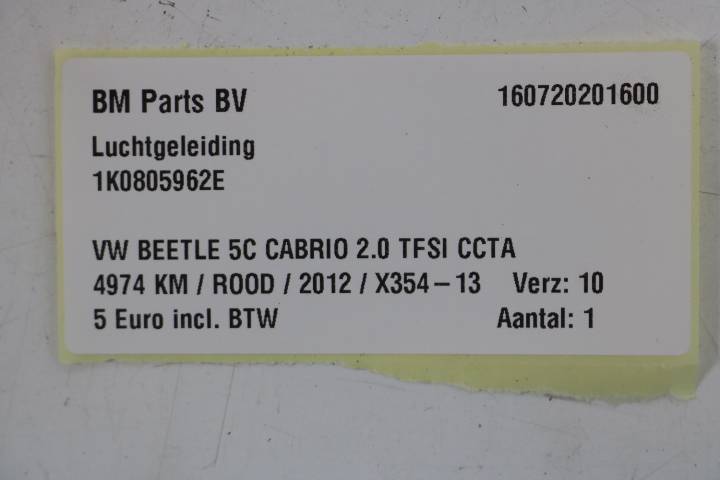 BM Parts BV 160720201600
Luchtgeleiding
1K0805962E
VW BEETLE 5C CABRIO 2.0 TFSI CCTA
4974 KM / ROOD / 2012 / X354-13 Verz: 10
5 Euro incl. BTW Aantal: 1